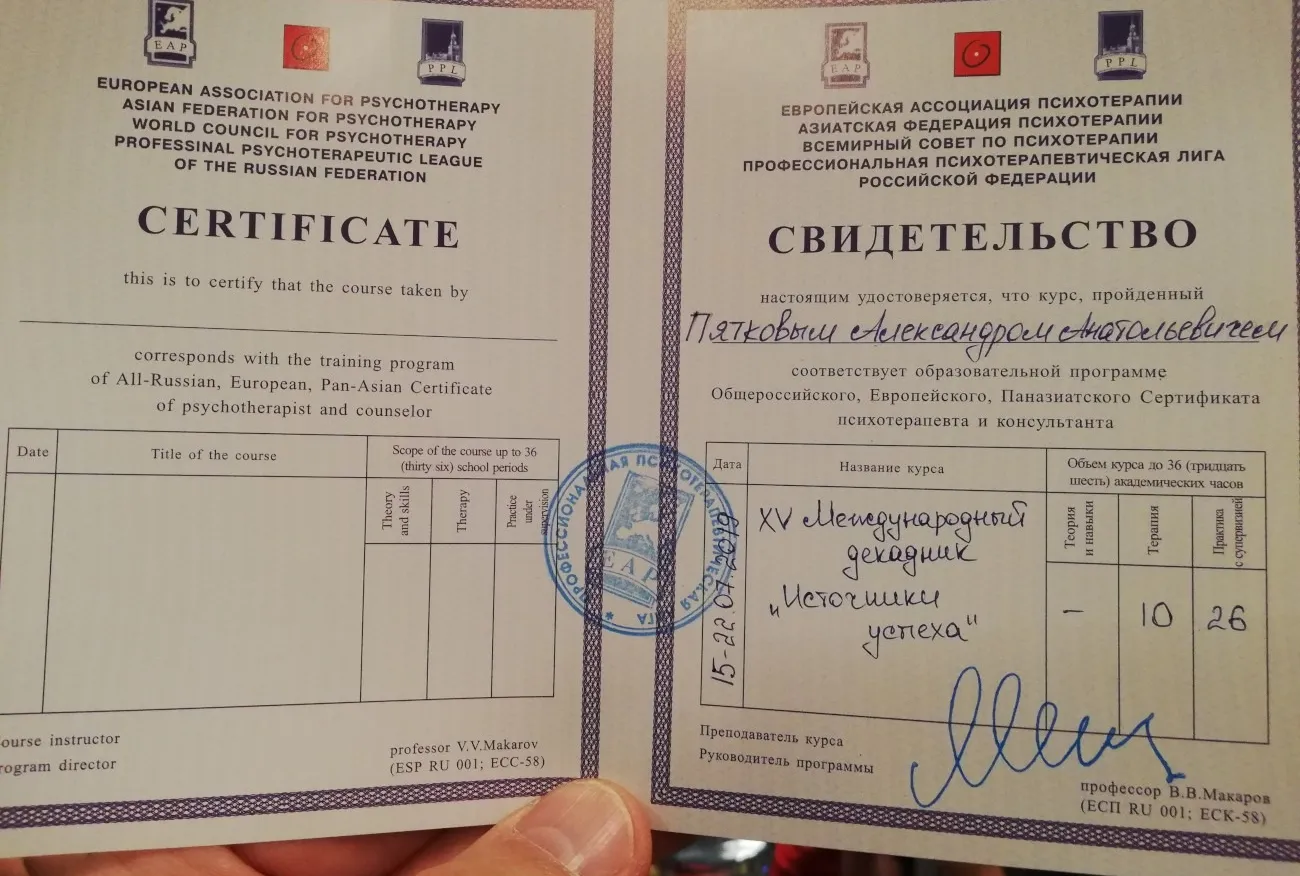 EAP
PPL
EUROPEAN ASSOCIATION FOR PSYCHOTHERAPY
ASIAN FEDERATION FOR PSYCHOTHERAPY
WORLD COUNCIL FOR PSYCHOTHERAPY
PROFESSINAL PSYCHOTERAPEUTIC LEAGUE
OF THE RUSSIAN FEDERATION
CERTIFICATE
this is to certify that the course taken by
corresponds with the training program
of All-Russian, European, Pan-Asian Certificate
of psychotherapist and counselor
Date
Title of the course
Scope of the course up to 36
(thirty six) school periods
Theory
and skills
Therapy
Practice
under
supervision
ourse instructor
rogram director
professor V.V.Makarov
(ESP RU 001; ECC-58)
EAP
PPL
ЕВРОПЕЙСКАЯ АССОЦИАЦИЯ ПСИХОТЕРАПИИ
АЗИАТСКАЯ ФЕДЕРАЦИЯ ПСИХОТЕРАПИИ
ВСЕМИРНЫЙ СОВЕТ ПО ПСИХОТЕРАПИИ
ПРОФЕССИОНАЛЬНАЯ ПСИХОТЕРАПЕВТИЧЕСКАЯ ЛИГА
РОССИЙСКОЙ ФЕДЕРАЦИИ
СВИДЕТЕЛЬСТВО
настоящим удостоверяется, что курс, пройденный
Пятковым Александром Анатольевичем
соответствует образовательной программе
Общероссийского, Европейского, Паназиатского Сертификата
психотерапевта и консультанта
Дата
Название курса
Объем курса до 36 (тридцать
шесть) академических часов
Теория
и навыки
Терапия
Практика
с супервизией
15-22.07.2019
XV Международный
декадник
„Источники
успеха"
–
10
26
Преподаватель курса
Руководитель программы
профессор В.В.Макаров
(ЕСП RU 001; ЕСК-58)
ПРОФЕССИОНАЛЬНАЯ ПСИХОТЕРАПЕВТИЧЕСКАЯ ЛИГА
EAP